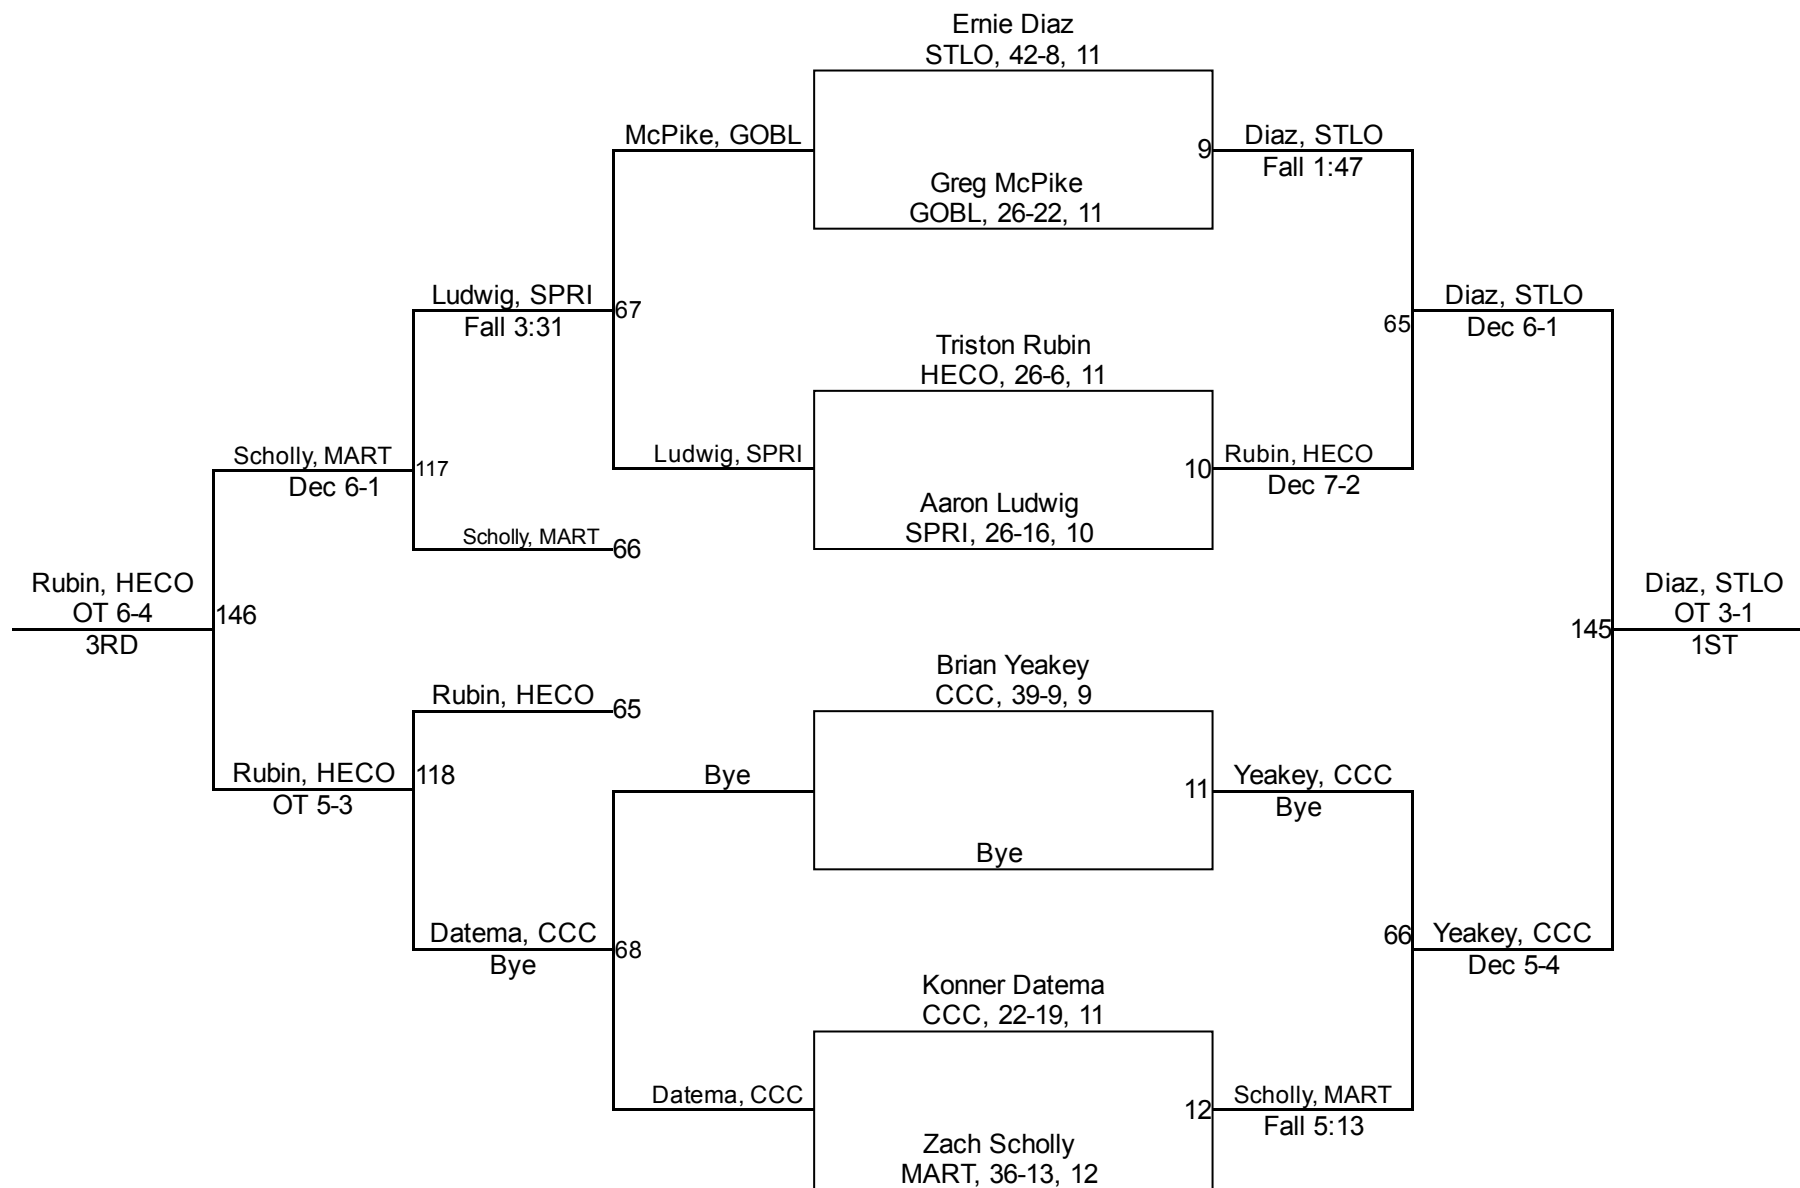 Ernie Diaz
STLO, 42-8, 11
McPike, GOBL
9
Diaz, STLO
Fall 1:47
Greg McPike
GOBL, 26-22, 11
Ludwig, SPRI
Fall 3:31
67
65
Diaz, STLO
Dec 6-1
Triston Rubin
HECO, 26-6, 11
Scholly, MART
Dec 6-1
117
Ludwig, SPRI
10
Rubin, HECO
Dec 7-2
Aaron Ludwig
SPRI, 26-16, 10
Scholly, MART
66
Rubin, HECO
OT 6-4
3RD
146
145
Diaz, STLO
OT 3-1
1ST
Brian Yeakey
CCC, 39-9, 9
Rubin, HECO
65
Rubin, HECO
OT 5-3
118
Bye
11
Yeakey, CCC
Bye
Bye
Datema, CCC
Bye
68
66
Yeakey, CCC
Dec 5-4
Konner Datema
CCC, 22-19, 11
Datema, CCC
12
Scholly, MART
Fall 5:13
Zach Scholly
MART, 36-13, 12